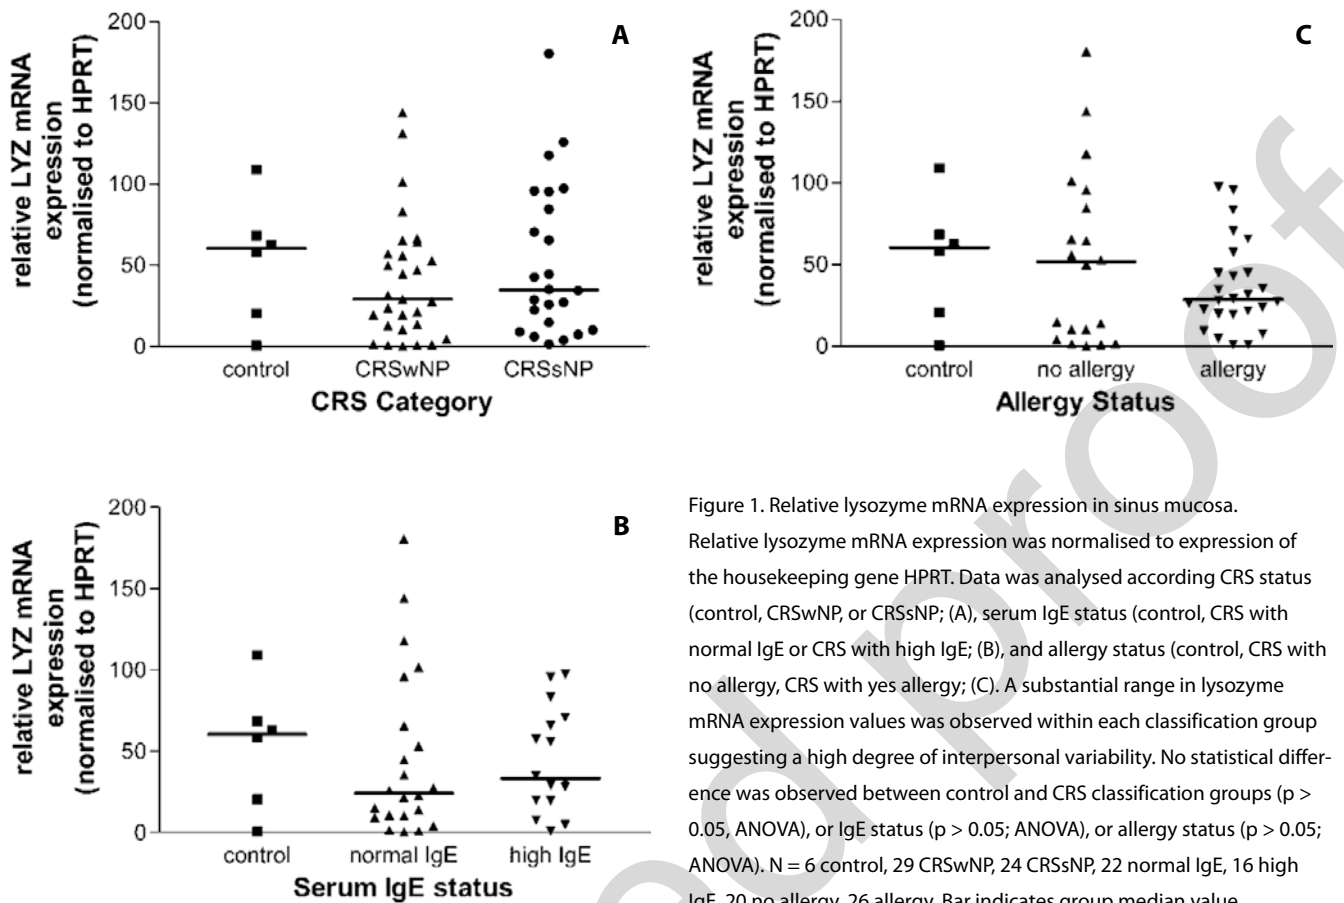 A
relative LYZ mRNA
expression
(normalised to HPRT)
200
150
100
50
0
control CRSwNP CRSsNP
CRS Category
C
relative LYZ mRNA
expression
(normalised to HPRT)
200
150
100
50
0
control no allergy allergy
Allergy Status
B
relative LYZ mRNA
expression
(normalised to HPRT)
200
150
100
50
0
control normal IgE high IgE
Serum IgE status
Figure 1. Relative lysozyme mRNA expression in sinus mucosa.
Relative lysozyme mRNA expression was normalised to expression of
the housekeeping gene HPRT. Data was analysed according CRS status
(control, CRSwNP, or CRSsNP; (A), serum IgE status (control, CRS with
normal IgE or CRS with high IgE; (B), and allergy status (control, CRS with
no allergy, CRS with yes allergy; (C). A substantial range in lysozyme
mRNA expression values was observed within each classification group
suggesting a high degree of interpersonal variability. No statistical differ-
ence was observed between control and CRS classification groups (p >
0.05, ANOVA), or IgE status (p > 0.05; ANOVA), or allergy status (p > 0.05;
ANOVA). N = 6 control, 29 CRSwNP, 24 CRSsNP, 22 normal IgE, 16 high
IgE, 20 no allergy, 26 allergy. Bar indicates group median value.
ed proof